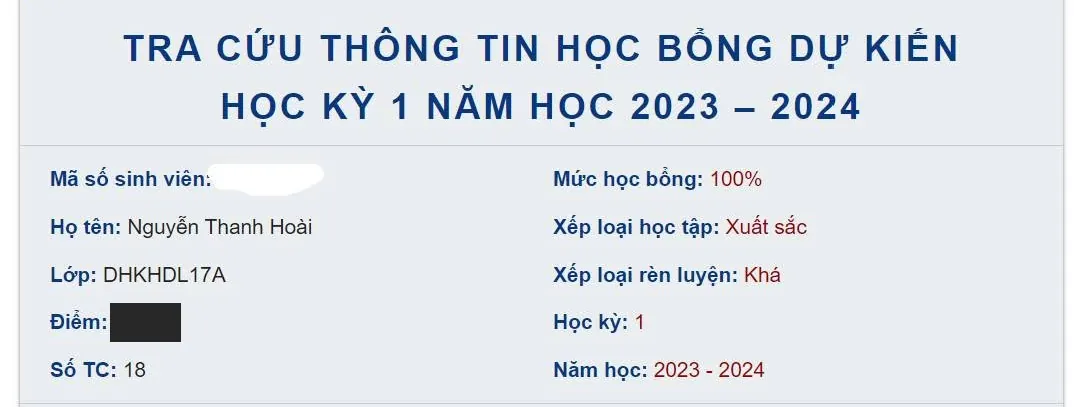 TRA CỨU THÔNG TIN HỌC BỔNG DỰ KIẾN
HỌC KỲ 1 NĂM HỌC 2023 – 2024
Mã số sinh viên:
Họ tên: Nguyễn Thanh Hoài
Lớp: DHKHDL17A
Điểm:
Số TC: 18
Mức học bổng: 100%
Xếp loại học tập: Xuất sắc
Xếp loại rèn luyện: Khá
Học kỳ: 1
Năm học: 2023 - 2024